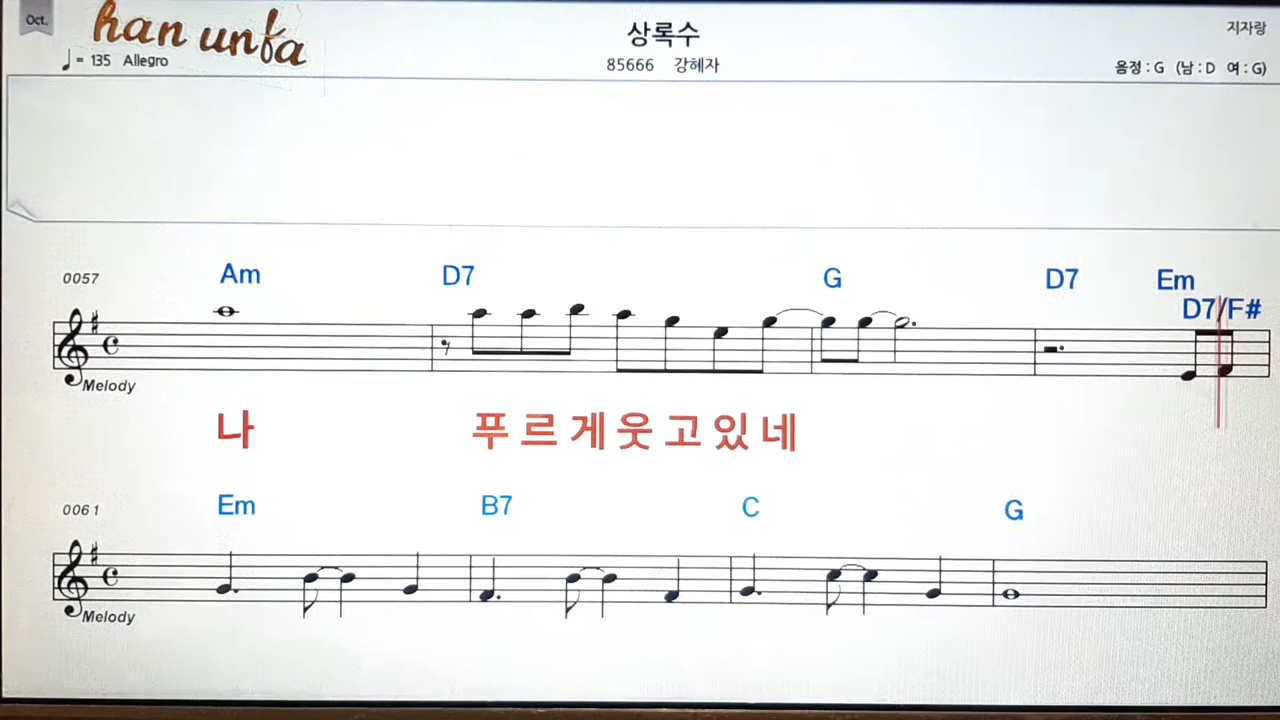 Oct.
han unfa
♩= 135 Allegro
상록수
85666 강혜자
지자랑
음정 : G (남 : D 여 : G)
0057
Am D7 G D7 Em
D7/F#
Melody
나 푸르게웃고있네
0061
Em B7 C G
Melody